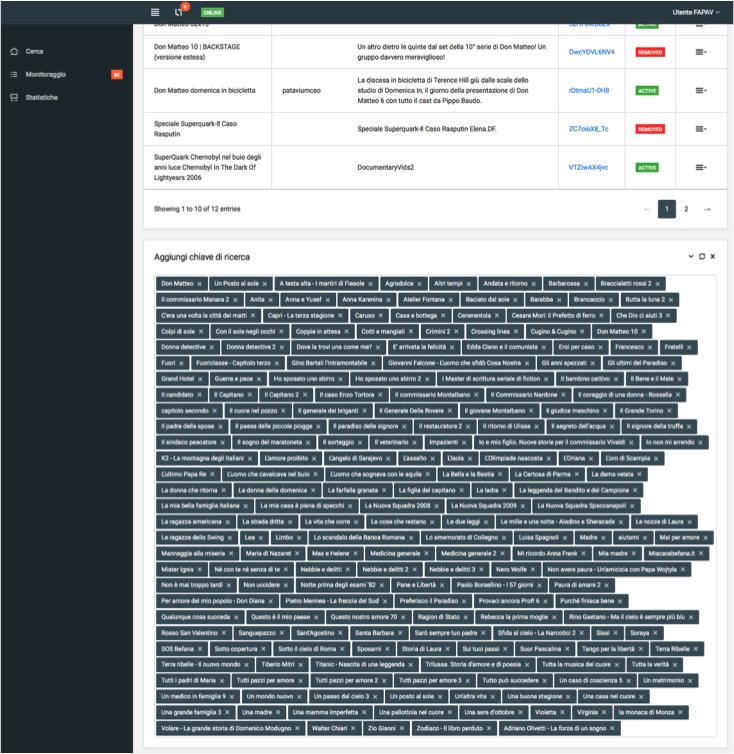 9
ONLINE
Utente FAPAV
Cerca
Monitoraggio 60
Statistiche
ACTIVE
Don Matteo 10 | BACKSTAGE (versione estesa)
Un altro dietro le quinte dal set della 10° serie di Don Matteo! Un gruppo davvero meraviglioso!
OwcYDVL6NV4
REMOVED
Don Matteo domenica in bicicletta
pataviumceo
La discesa in bicicletta di Terence Hill giù dalle scale dello studio di Domenica In, il giorno della presentazione di Don Matteo 6 con tutto il cast da Pippo Baudo.
rDtmsU1-0H8
ACTIVE
Speciale Superquark-Il Caso Rasputin
Speciale Superquark-Il Caso Rasputin Elena.DF.
ZC7oioX8_Tc
REMOVED
SuperQuark Chernobyl nel buio degli anni luce Chernobyl In The Dark Of Lightyears 2006
DocumentaryVids2
VTZiwAX4jvc
ACTIVE
Showing 1 to 10 of 12 entries
← 1 2 →
Aggiungi chiave di ricerca
Don Matteo × Un Posto al sole × A testa alta - I martiri di Fiesole × Agrodolce × Altri tempi × Andata e ritorno × Barbarossa × Braccialetti rossi 2 ×
Il commissario Manara 2 × Anita × Anna e Yusef × Anna Karenina × Atelier Fontana × Baciato dal sole × Barabba × Brancaccio × Butta la luna 2 ×
C'era una volta la città dei matti × Capri - La terza stagione × Caruso × Casa e bottega × Cenerentola × Cesare Mori: Il Prefetto di ferro × Che Dio ci aiuti 3 ×
Colpi di sole × Con il sole negli occhi × Coppie in attesa × Cotti e mangiati × Crimini 2 × Crossing lines × Cugino & Cugino × Don Matteo 10 ×
Donna detective × Donna detective 2 × Dove la trovi una come me? × E' arrivata la felicità × Edda Ciano e il comunista × Eroi per caso × Francesco × Fratelli ×
Fuori × Fuoriclasse - Capitolo terzo × Gino Bartali l'intramontabile × Giovanni Falcone - L'uomo che sfidò Cosa Nostra × Gli anni spezzati × Gli ultimi del Paradiso ×
Grand Hotel × Guerra e pace × Ho sposato uno sbirro × Ho sposato uno sbirro 2 × I Master di scrittura seriale di fiction × Il bambino cattivo × Il Bene e il Male ×
Il candidato × Il Capitano × Il Capitano 2 × Il caso Enzo Tortora × Il commissario Montalbano × Il Commissario Nardone × Il coraggio di una donna - Rossella ×
capitolo secondo × Il cuore nel pozzo × Il generale dei briganti × Il Generale Della Rovere × Il giovane Montalbano × Il giudice meschino × Il Grande Torino ×
Il padre delle spose × Il paese delle piccole piogge × Il paradiso delle signore × Il restauratore 2 × Il ritorno di Ulisse × Il segreto dell'acqua × Il signore della truffa ×
Il sindaco pescatore × Il sogno del maratoneta × Il sorteggio × Il veterinario × Impazienti × Io e mio figlio. Nuove storie per il commissario Vivaldi × Io non mi arrendo ×
K2 - La montagna degli italiani × L'amore proibito × L'angelo di Sarajevo × L'assalto × L'isola × L'Olimpiade nascosta × L'Oriana × L'oro di Scampia ×
L'ultimo Papa Re × L'uomo che cavalcava nel buio × L'uomo che sognava con le aquile × La Bella e la Bestia × La Certosa di Parma × La dama velata ×
La donna che ritorna × La donna della domenica × La farfalla granata × La figlia del capitano × La ladra × La leggenda del Bandito e del Campione ×
La mia bella famiglia italiana × La mia casa è piena di specchi × La Nuova Squadra 2008 × La Nuova Squadra 2009 × La Nuova Squadra Spaccanapoli ×
La ragazza americana × La strada dritta × La vita che corre × Le cose che restano × Le due leggi × Le mille e una notte - Aladino e Sherazade × Le nozze di Laura ×
Le ragazze dello Swing × Lea × Limbo × Lo scandalo della Banca Romana × Lo smemorato di Collegno × Luisa Spagnoli × Madre × aiutami × Mai per amore ×
Mannaggia alla miseria × Maria di Nazaret × Max e Helene × Medicina generale × Medicina generale 2 × Mi ricordo Anna Frank × Mia madre × Miacarabefana.it ×
Mister Ignis × Né con te né senza di te × Nebbie e delitti × Nebbie e delitti 2 × Nebbie e delitti 3 × Nero Wolfe × Non avere paura - Un'amicizia con Papa Wojtyla ×
Non è mai troppo tardi × Non uccidere × Notte prima degli esami '82 × Pane e Libertà × Paolo Borsellino - I 57 giorni × Paura di amare 2 ×
Per amore del mio popolo - Don Diana × Pietro Mennea - La freccia del Sud × Preferisco il Paradiso × Provaci ancora Prof! 6 × Purché finisca bene ×
Qualunque cosa succeda × Questo è il mio paese × Questo nostro amore 70 × Ragion di Stato × Rebecca la prima moglie × Rino Gaetano - Ma il cielo è sempre più blu ×
Rosso San Valentino × Sanguepazzo × Sant'Agostino × Santa Barbara × Sarò sempre tuo padre × Sfida al cielo - La Narcotici 2 × Sissi × Soraya ×
SOS Befana × Sotto copertura × Sotto il cielo di Roma × Sposami × Storia di Laura × Sui tuoi passi × Suor Pascalina × Tango per la libertà × Terra Ribelle ×
Terra ribelle - Il nuovo mondo × Tiberio Mitri × Titanic - Nascita di una leggenda × Trilussa. Storia d'amore e di poesia × Tutta la musica del cuore × Tutta la verità ×
Tutti i padri di Maria × Tutti pazzi per amore × Tutti pazzi per amore 2 × Tutti pazzi per amore 3 × Tutto può succedere × Un caso di coscienza 5 × Un matrimonio ×
Un medico in famiglia 9 × Un mondo nuovo × Un passo dal cielo 3 × Un posto al sole × Un'altra vita × Una buona stagione × Una casa nel cuore ×
Una grande famiglia 3 × Una madre × Una mamma imperfetta × Una pallottola nel cuore × Una sera d'ottobre × Violetta × Virginia × la monaca di Monza ×
Volare - La grande storia di Domenico Modugno × Walter Chiari × Zio Gianni × Zodiaco - Il libro perduto × Adriano Olivetti - La forza di un sogno ×